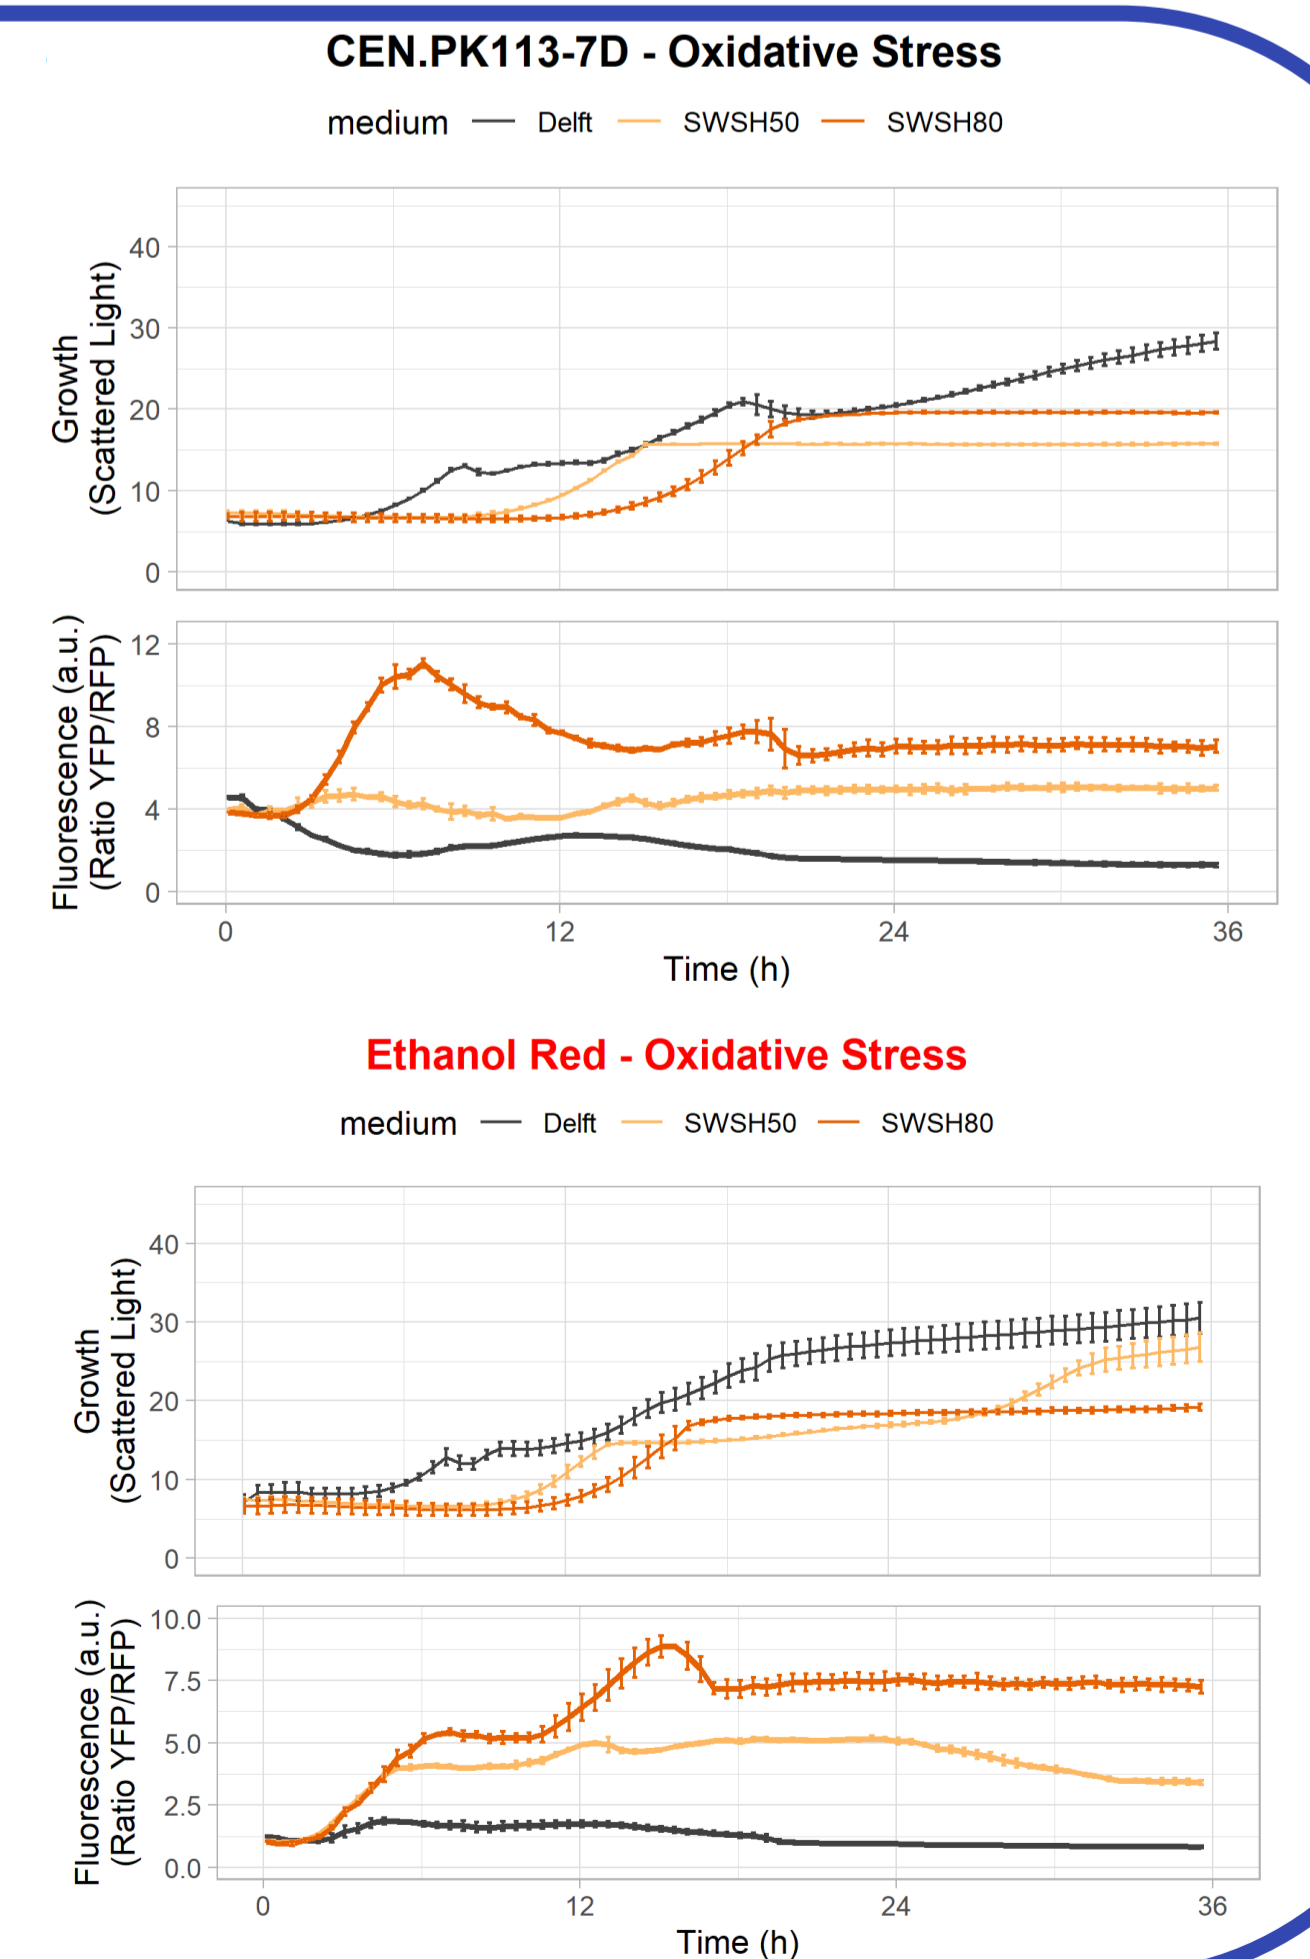 CEN.PK113-7D - Oxidative Stress
medium Delft SWSH50 SWSH80
Growth
(Scattered Light)
40
30
20
10
0
Fluorescence (a.u.)
(Ratio YFP/RFP)
12
8
4
0
0 12 24 36
Time (h)
Ethanol Red - Oxidative Stress
medium Delft SWSH50 SWSH80
Growth
(Scattered Light)
40
30
20
10
0
Fluorescence (a.u.)
(Ratio YFP/RFP)
10.0
7.5
5.0
2.5
0.0
0 12 24 36
Time (h)